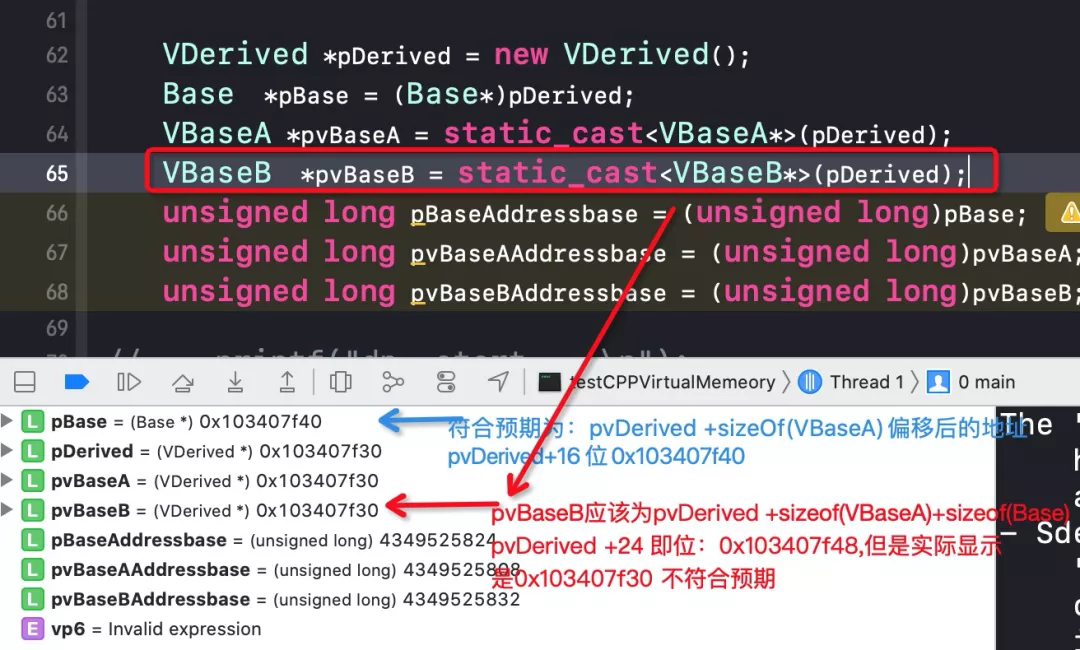 61
62 VDerived *pDerived = new VDerived();
63 Base *pBase = (Base*)pDerived;
64 VBaseA *pvBaseA = static_cast<VBaseA*>(pDerived);
65 VBaseB *pvBaseB = static_cast<VBaseB*>(pDerived);
66 unsigned long pBaseAddressbase = (unsigned long)pBase;
67 unsigned long pvBaseAAddressbase = (unsigned long)pvBaseA;
68 unsigned long pvBaseBAddressbase = (unsigned long)pvBaseB;
69
testCPPVirtualMemeory 〉 Thread 1 〉 0 main
L pBase = (Base *) 0x103407f40
符合预期为：pvDerived +sizeOf(VBaseA) 偏移后的地址
The
L pDerived = (VDerived *) 0x103407f30
pvDerived+16 位 0x103407f40
L pvBaseA = (VDerived *) 0x103407f30
L pvBaseB = (VDerived *) 0x103407f30
pvBaseB应该为pvDerived +sizeof(VBaseA)+sizeof(Base)
L pBaseAddressbase = (unsigned long) 4349525824
pvDerived +24 即位：0x103407f48,但是实际显示
L pvBaseAAddressbase = (unsigned long) 4349525808
是0x103407f30 不符合预期
L pvBaseBAddressbase = (unsigned long) 4349525832
E vp6 = Invalid expression